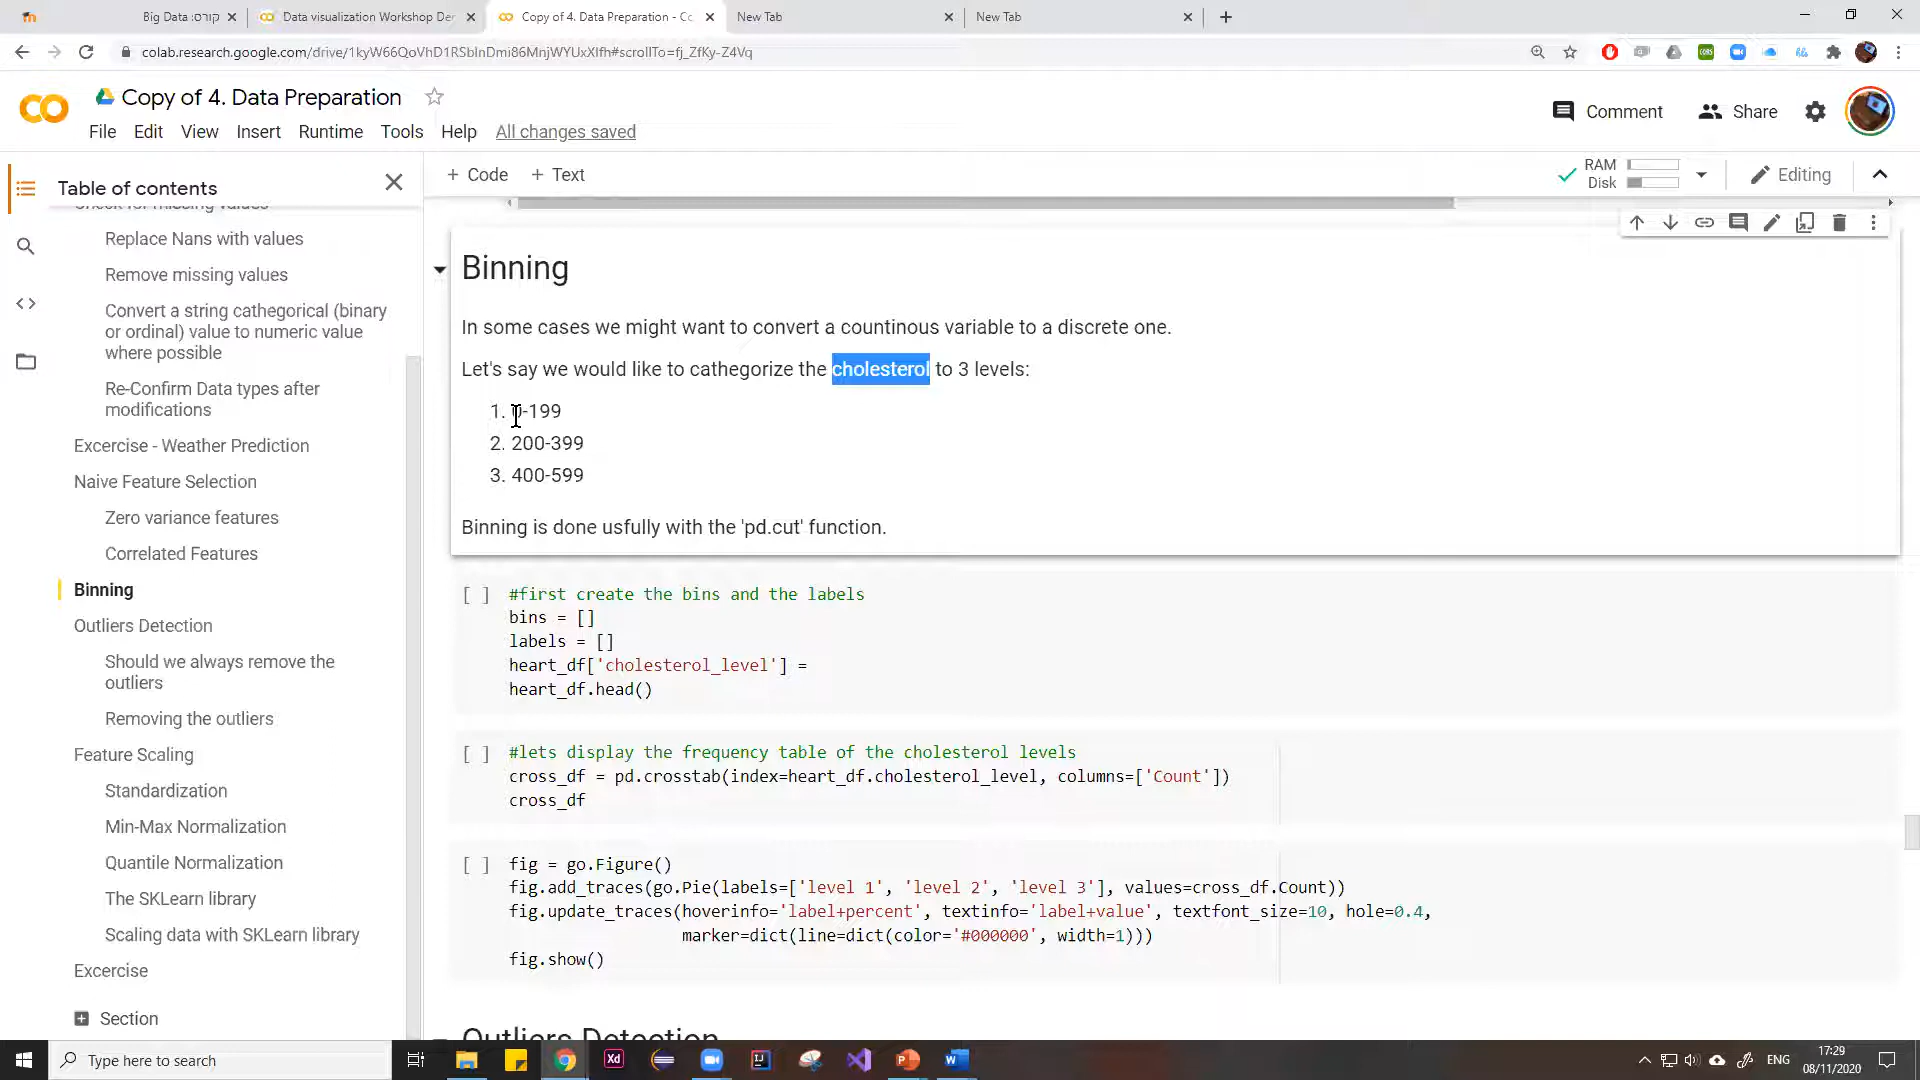 Big Data :קורס
Data visualization Workshop Der
Copy of 4. Data Preparation - Co
New Tab
New Tab
colab.research.google.com/drive/1kyW66QoVhD1RSbInDmi86MnjWYUxXIfh#scrollTo=fj_ZfKy-Z4Vq
Copy of 4. Data Preparation
Comment
Share
File Edit View Insert Runtime Tools Help All changes saved
Table of contents
+ Code + Text
RAM
Disk
Editing
Check for missing values
Replace Nans with values
Remove missing values
Convert a string cathegorical (binary
or ordinal) value to numeric value
where possible
Re-Confirm Data types after
modifications
Excercise - Weather Prediction
Naive Feature Selection
Zero variance features
Correlated Features
Binning
Outliers Detection
Should we always remove the
outliers
Removing the outliers
Feature Scaling
Standardization
Min-Max Normalization
Quantile Normalization
The SKLearn library
Scaling data with SKLearn library
Excercise
Section
Binning
In some cases we might want to convert a countinous variable to a discrete one.
Let's say we would like to cathegorize the cholesterol to 3 levels:
1. 0-199
2. 200-399
3. 400-599
Binning is done usfully with the 'pd.cut' function.
[ ] #first create the bins and the labels
bins = []
labels = []
heart_df['cholesterol_level'] =
heart_df.head()
[ ] #lets display the frequency table of the cholesterol levels
cross_df = pd.crosstab(index=heart_df.cholesterol_level, columns=['Count'])
cross_df
[ ] fig = go.Figure()
fig.add_traces(go.Pie(labels=['level 1', 'level 2', 'level 3'], values=cross_df.Count))
fig.update_traces(hoverinfo='label+percent', textinfo='label+value', textfont_size=10, hole=0.4,
marker=dict(line=dict(color='#000000', width=1)))
fig.show()
Outliers Detection
Type here to search
Xd
ENG
17:29
08/11/2020